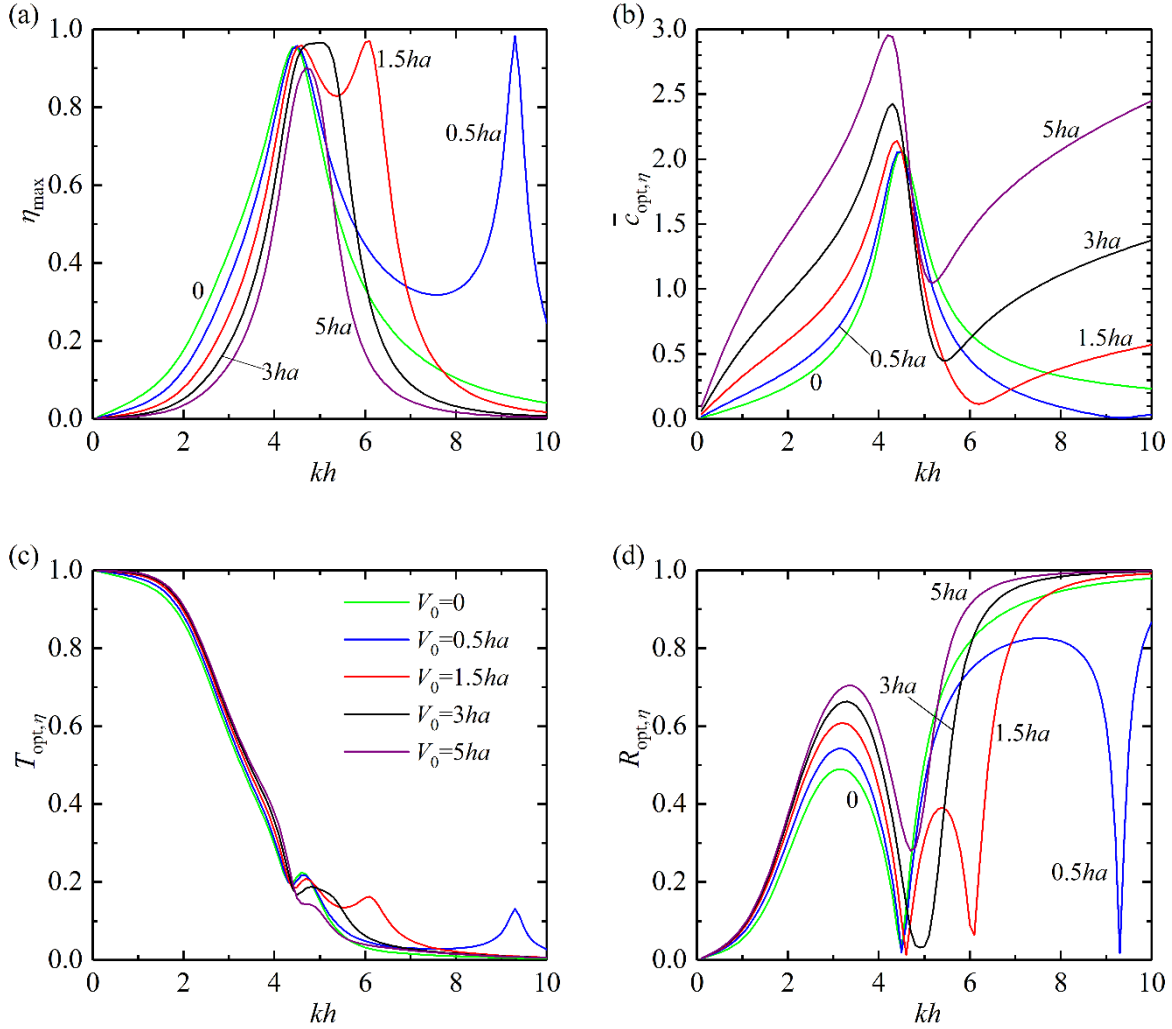 (a)
1.0
0.8
0.6
0.4
0.2
0.0
η_max
0
3ha
5ha
1.5ha
0.5ha
0 2 4 6 8 10
kh
(b)
3.0
2.5
2.0
1.5
1.0
0.5
0.0
c̄_opt,η
5ha
3ha
1.5ha
0.5ha
0
0 2 4 6 8 10
kh
(c)
1.0
0.8
0.6
0.4
0.2
0.0
T_opt,η
V₀=0
V₀=0.5ha
V₀=1.5ha
V₀=3ha
V₀=5ha
0 2 4 6 8 10
kh
(d)
1.0
0.8
0.6
0.4
0.2
0.0
R_opt,η
5ha
3ha
1.5ha
0
0.5ha
0 2 4 6 8 10
kh